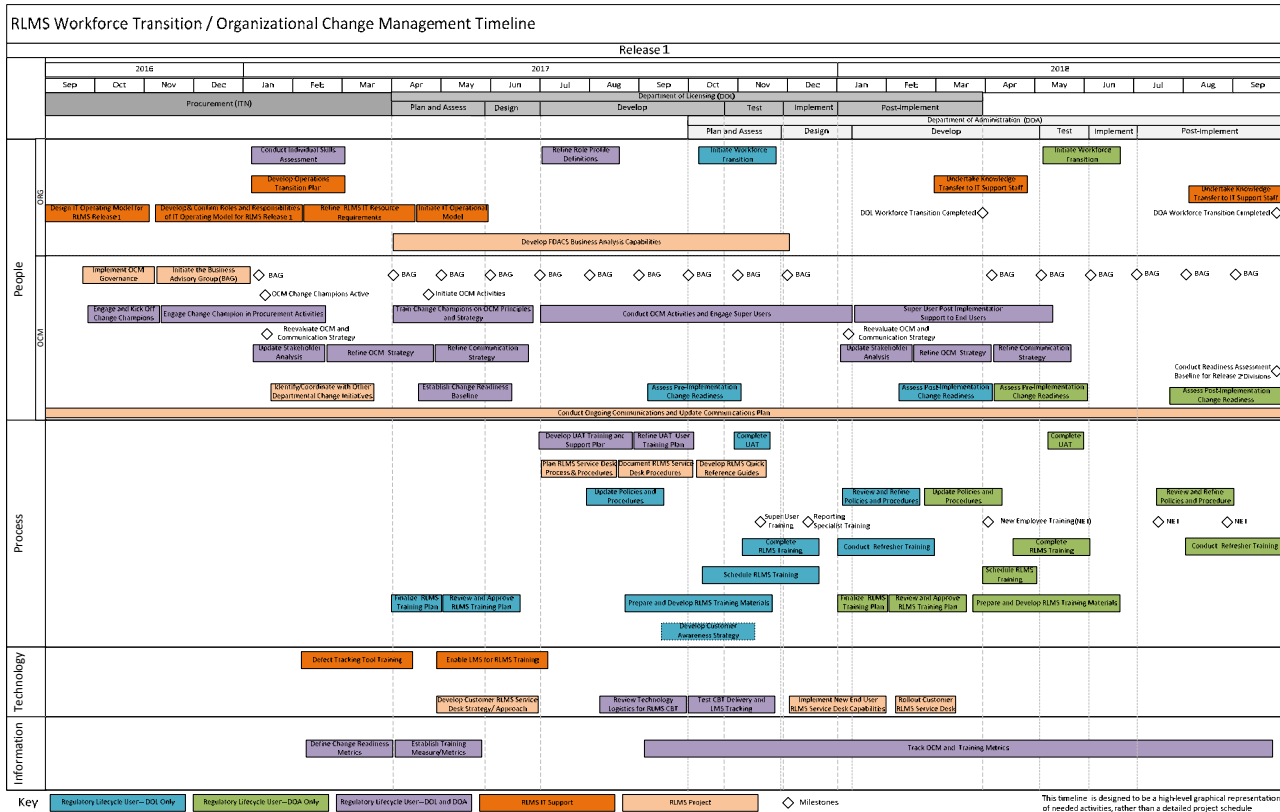 RLMS Workforce Transition / Organizational Change Management Timeline
Release 1
2016 2017 2018
Sep Oct Nov Dec Jan Feb Mar Apr May Jun Jul Aug Sep Oct Nov Dec Jan Feb Mar Apr May Jun Jul Aug Sep
Procurement (ITN)
Department of Licensing (DOL)
Plan and Assess Design Develop Test Implement Post-Implement
Department of Administration (DOA)
Plan and Assess Design Develop Test Implement Post-Implement
People
ORG
Conduct Individual Skills
Assessment
Refine Role Profile
Definitions
Initiate Workforce
Transition
Initiate Workforce
Transition
Develop Operations
Transition Plan
Undertake Knowledge
Transfer to IT Support Staff
Undertake Knowledge
Transfer to IT Support Staff
Design IT Operating Model for
RLMS Release 1
Develop & Confirm Roles and Responsibilities
of IT Operating Model for RLMS Release 1
Refine RLMS IT Resource
Requirements
Initiate IT Operational
Model
DOL Workforce Transition Completed
DOA Workforce Transition Completed
Develop FDACS Business Analysis Capabilities
OCM
Implement OCM
Governance
Initiate the Business
Advisory Group (BAG)
BAG BAG BAG BAG BAG BAG BAG BAG BAG BAG BAG BAG BAG BAG BAG BAG
OCM Change Champions Active
Initiate OCM Activities
Engage and Kick Off
Change Champions
Engage Change Champion in Procurement Activities
Train Change Champions on OCM Principles
and Strategy
Conduct OCM Activities and Engage Super Users
Super User Post Implementation
Support to End Users
Reevaluate OCM and
Communication Strategy
Reevaluate OCM and
Communication Strategy
Update Stakeholder
Analysis
Refine OCM Strategy
Refine Communication
Strategy
Update Stakeholder
Analysis
Refine OCM Strategy
Refine Communication
Strategy
Conduct Readiness Assessment
Baseline for Release 2 Divisions
Identify/Coordinate with Other
Departmental Change Initiatives
Establish Change Readiness
Baseline
Assess Pre-Implementation
Change Readiness
Assess Post-Implementation
Change Readiness
Assess Pre-Implementation
Change Readiness
Assess Post-Implementation
Change Readiness
Conduct Ongoing Communications and Update Communications Plan
Process
Develop UAT Training and
Support Plan
Refine UAT User
Training Plan
Complete
UAT
Complete
UAT
Plan RLMS Service Desk
Process & Procedures
Document RLMS Service
Desk Procedures
Develop RLMS Quick
Reference Guides
Update Policies and
Procedures
Review and Refine
Policies and Procedures
Update Policies and
Procedures
Review and Refine
Policies and Procedure
Super User
Training
Reporting
Specialist Training
New Employee Training (NET)
NET
NET
Complete
RLMS Training
Conduct Refresher Training
Complete
RLMS Training
Conduct Refresher Training
Schedule RLMS Training
Schedule RLMS
Training
Finalize RLMS
Training Plan
Review and Approve
RLMS Training Plan
Prepare and Develop RLMS Training Materials
Finalize RLMS
Training Plan
Review and Approve
RLMS Training Plan
Prepare and Develop RLMS Training Materials
Develop Customer
Awareness Strategy
Technology
Defect Tracking Tool Training
Enable LMS for RLMS Training
Develop Customer RLMS Service
Desk Strategy/ Approach
Review Technology
Logistics for RLMS CBT
Test CBT Delivery and
LMS Tracking
Implement New End User
RLMS Service Desk Capabilities
Rollout Customer
RLMS Service Desk
Information
Define Change Readiness
Metrics
Establish Training
Measure/Metrics
Track OCM and Training Metrics
Key
Regulatory Lifecycle User—DOL Only
Regulatory Lifecycle User—DOA Only
Regulatory Lifecycle User—DOL and DOA
RLMS IT Support
RLMS Project
Milestones
This timeline is designed to be a high-level graphical representation
of needed activities, rather than a detailed project schedule